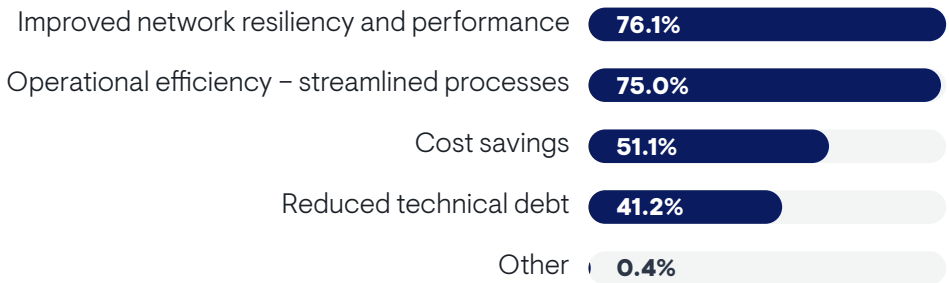 Improved network resiliency and performance 76.1%
Operational efficiency – streamlined processes 75.0%
Cost savings 51.1%
Reduced technical debt 41.2%
Other 0.4%